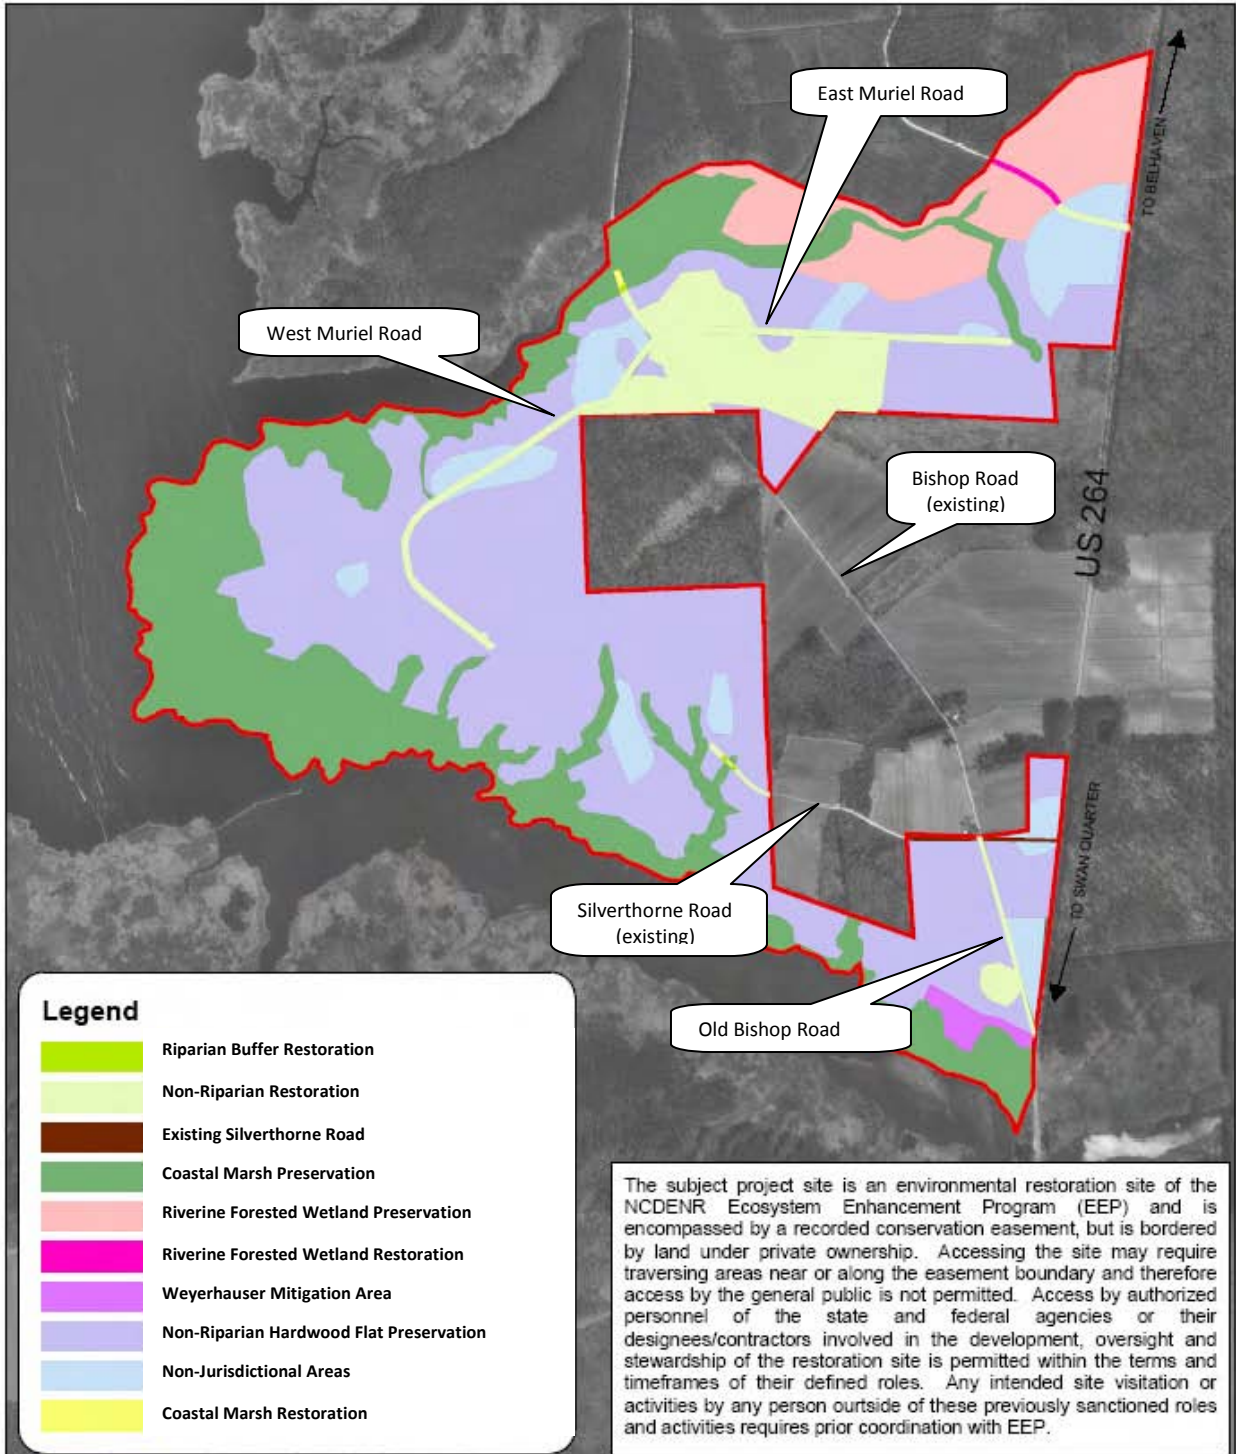 East Muriel Road
TO BELHAVEN
West Muriel Road
Bishop Road
(existing)
US 264
TO SWAN QUARTER
Silverthorne Road
(existing)
Old Bishop Road
Legend
Riparian Buffer Restoration
Non-Riparian Restoration
Existing Silverthorne Road
Coastal Marsh Preservation
Riverine Forested Wetland Preservation
Riverine Forested Wetland Restoration
Weyerhauser Mitigation Area
Non-Riparian Hardwood Flat Preservation
Non-Jurisdictional Areas
Coastal Marsh Restoration
The subject project site is an environmental restoration site of the
NCDENR Ecosystem Enhancement Program (EEP) and is
encompassed by a recorded conservation easement, but is bordered
by land under private ownership. Accessing the site may require
traversing areas near or along the easement boundary and therefore
access by the general public is not permitted. Access by authorized
personnel of the state and federal agencies or their
designees/contractors involved in the development, oversight and
stewardship of the restoration site is permitted within the terms and
timeframes of their defined roles. Any intended site visitation or
activities by any person ourtside of these previously sanctioned roles
and activities requires prior coordination with EEP.